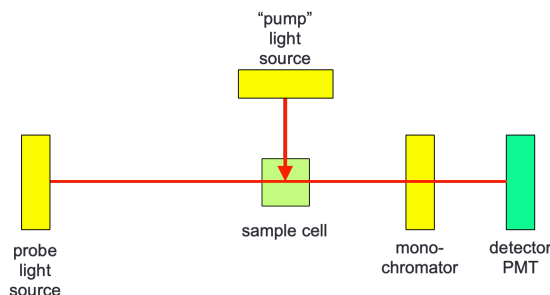 “pump”
light
source
sample cell
probe
light
source
mono-
chromator
detector
PMT